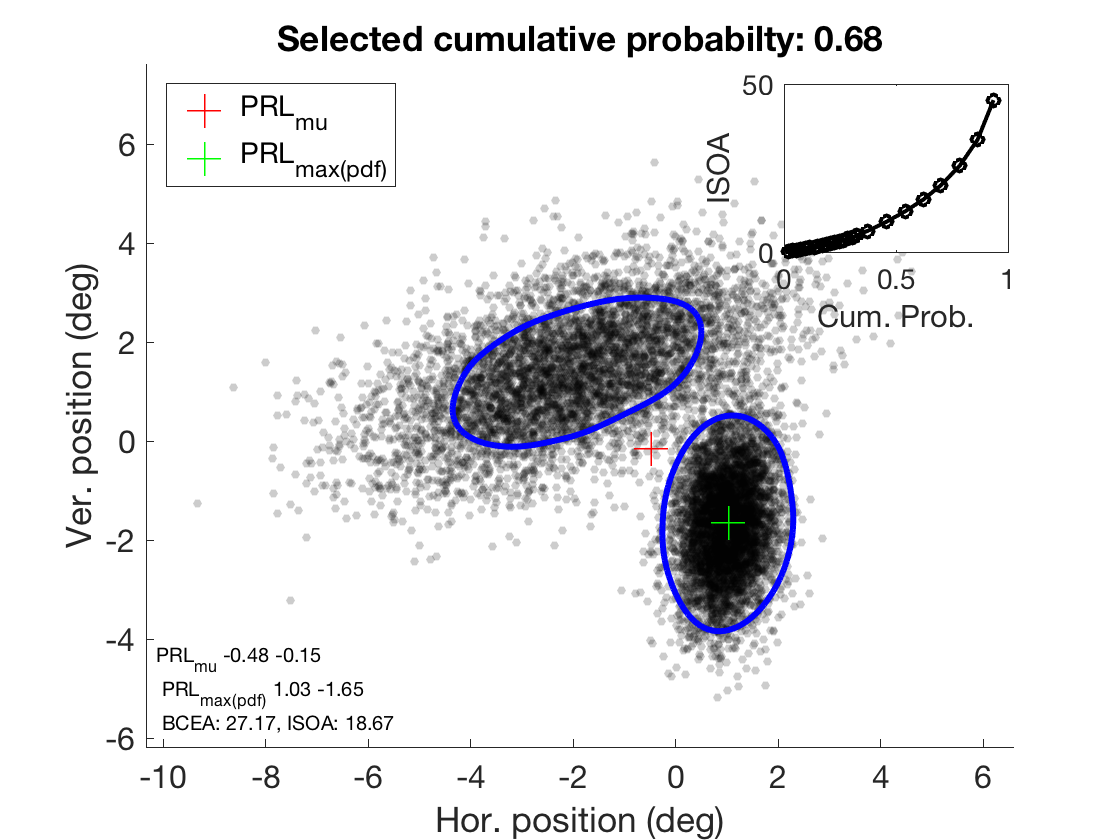 Selected cumulative probabilty: 0.68
PRLmu
PRLmax(pdf)
50
ISOA
0
0 0.5 1
Cum. Prob.
6
4
2
0
-2
-4
-6
Ver. position (deg)
PRLmu -0.48 -0.15
PRLmax(pdf) 1.03 -1.65
BCEA: 27.17, ISOA: 18.67
-10 -8 -6 -4 -2 0 2 4 6
Hor. position (deg)